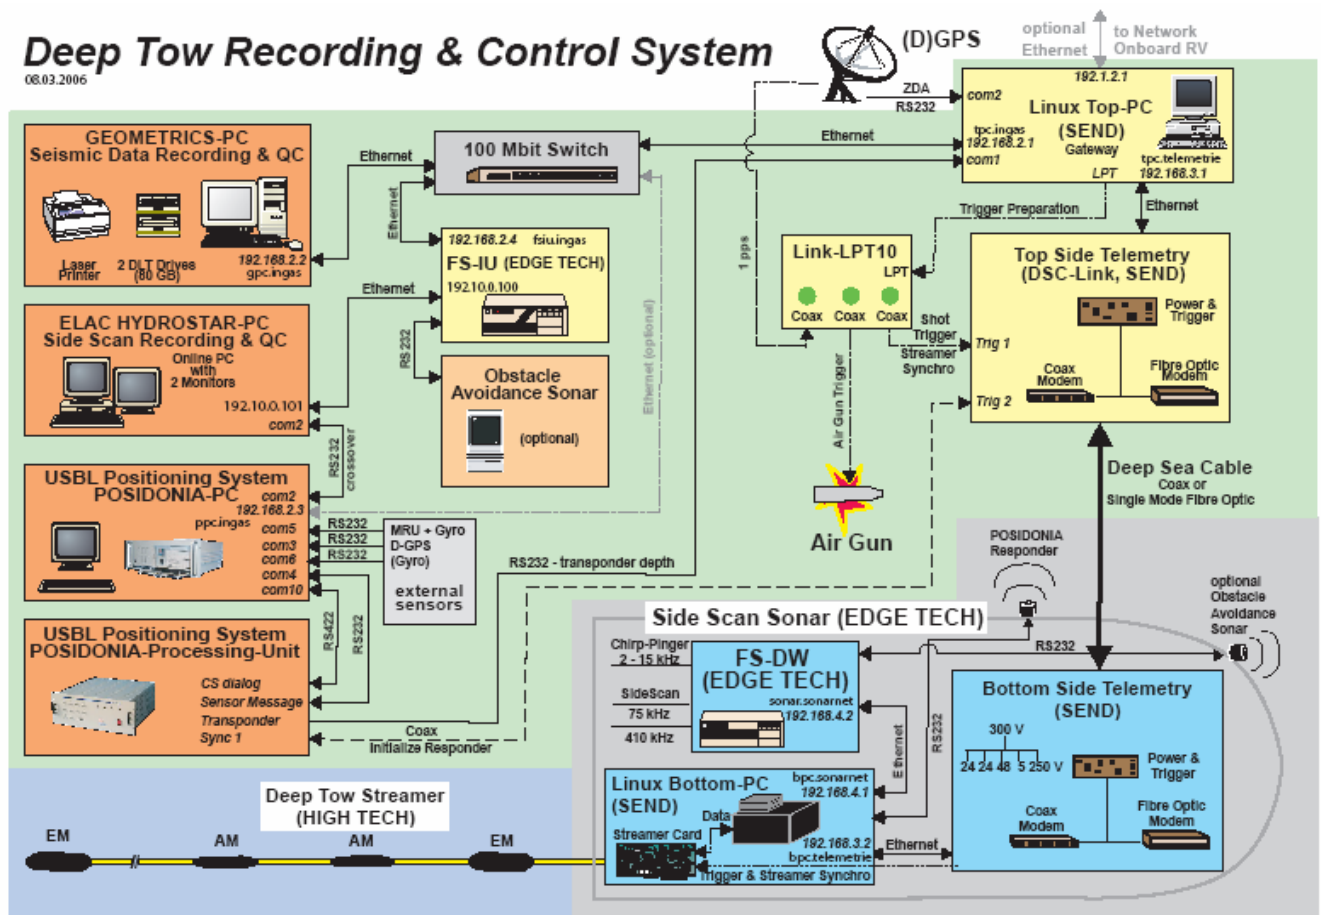 Deep Tow Recording & Control System
08.03.2006
(D)GPS
optional
Ethernet
to Network
Onboard RV
ZDA
RS232
192.1.2.1
com2
Linux Top-PC
(SEND)
Gateway
tpc.ingas
192.168.2.1
com1
tpc.telemetrie
LPT
192.168.3.1
GEOMETRICS-PC
Seismic Data Recording & QC
Laser
Printer
2 DLT Drives
(80 GB)
192.168.2.2
gpc.ingas
Ethernet
100 Mbit Switch
Ethernet
Ethernet
Trigger Preparation
Ethernet
1 pps
192.168.2.4 fsiu.ingas
FS-IU (EDGE TECH)
192.10.0.100
Ethernet
RS232
Ethernet (optional)
Link-LPT10
LPT
Coax
Coax
Coax
Shot
Trigger
Streamer
Synchro
Air Gun Trigger
Air Gun
Top Side Telemetry
(DSC-Link, SEND)
Power &
Trigger
Trig 1
Coax
Modem
Fibre Optic
Modem
Trig 2
ELAC HYDROSTAR-PC
Side Scan Recording & QC
Online PC
with
2 Monitors
192.10.0.101
com2
RS232
crossover
Obstacle
Avoidance Sonar
(optional)
Deep Sea Cable
Coax or
Single Mode Fibre Optic
USBL Positioning System
POSIDONIA-PC
com2
192.168.2.3
ppc.ingas
com5
com3
com6
com4
com10
RS232
RS232
RS232
MRU + Gyro
D-GPS
(Gyro)
external
sensors
RS232 - transponder depth
RS422
RS232
USBL Positioning System
POSIDONIA-Processing-Unit
CS dialog
Sensor Message
Transponder
Sync 1
Coax
Initialize Responder
POSIDONIA
Responder
optional
Obstacle
Avoidance
Sonar
Side Scan Sonar (EDGE TECH)
Chirp-Pinger
2 - 15 kHz
SideScan
75 kHz
410 kHz
FS-DW
(EDGE TECH)
sonar.sonarnet
192.168.4.2
RS232
RS232
Ethernet
Bottom Side Telemetry
(SEND)
300 V
24 24 48 5 250 V
Power &
Trigger
Coax
Modem
Fibre Optic
Modem
Linux Bottom-PC
(SEND)
bpc.sonarnet
192.168.4.1
Data
Streamer Card
192.168.3.2
bpc.telemetrie
Trigger & Streamer Synchro
Ethernet
Deep Tow Streamer
(HIGH TECH)
EM
AM
AM
EM